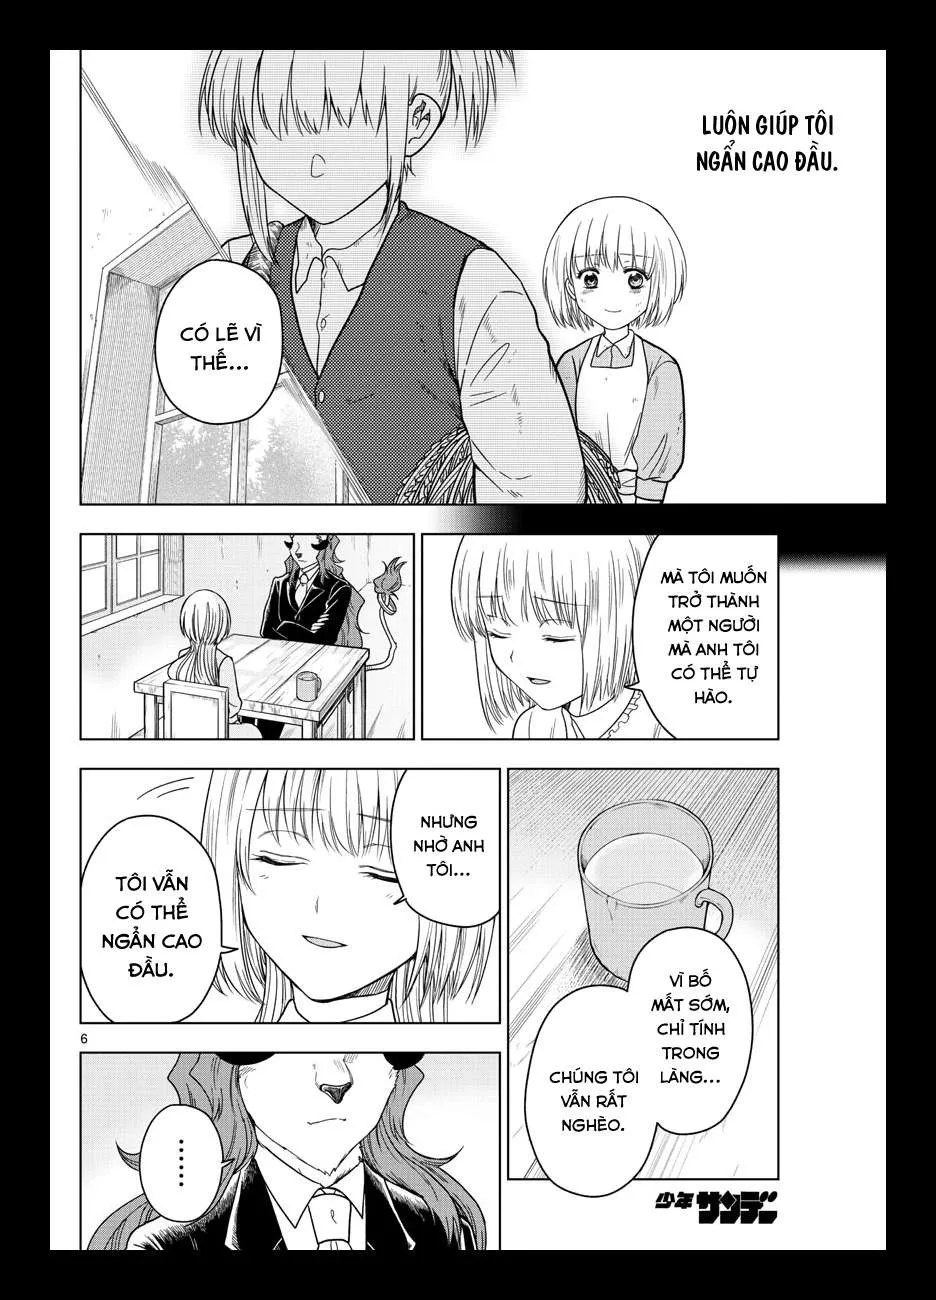 LUÔN GIÚP TÔI
NGẨN CAO ĐẦU.
CÓ LẼ VÌ
THẾ...
MÀ TÔI MUỐN
TRỞ THÀNH
MỘT NGƯỜI
MÀ ANH TÔI
CÓ THỂ TỰ
HÀO.
VÌ BỐ
MẤT SỚM,
CHỈ TÍNH
TRONG
LÀNG...
CHÚNG TÔI
VẪN RẤT
NGHÈO.
NHƯNG
NHỜ ANH
TÔI...
TÔI VẪN
CÓ THỂ
NGẨN CAO
ĐẦU.
6
......
少年サンデー